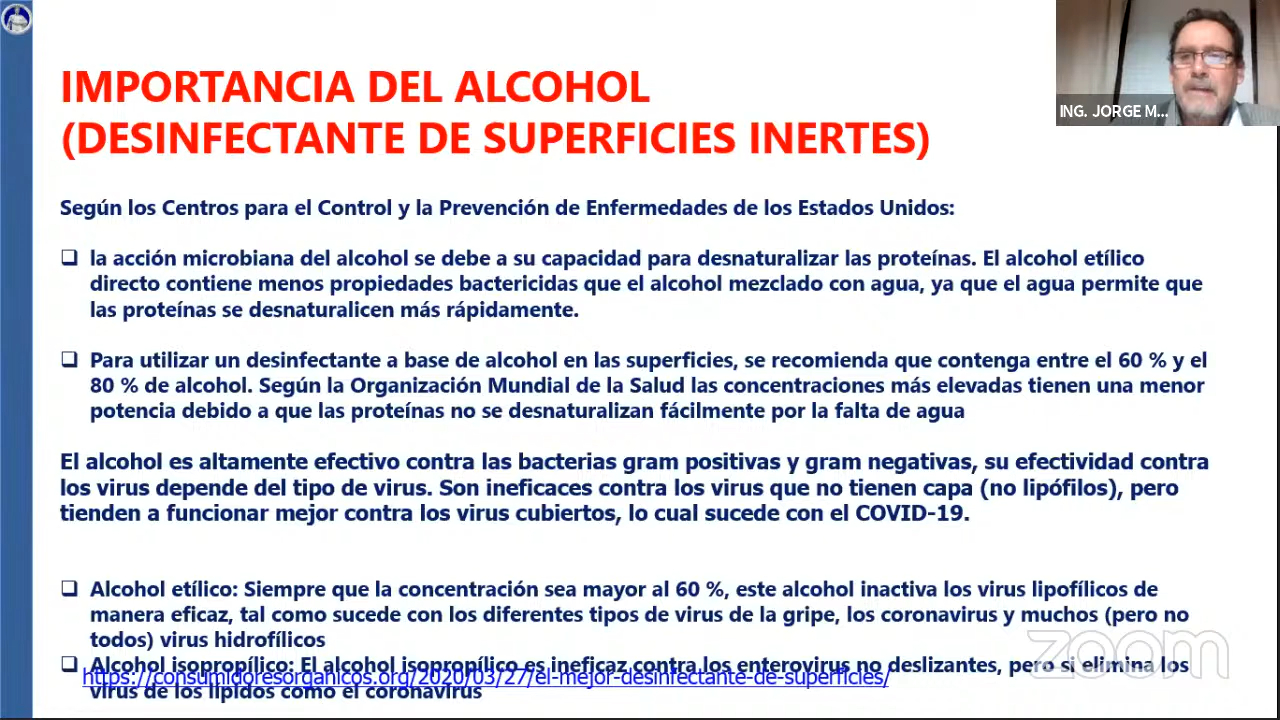 IMPORTANCIA DEL ALCOHOL
(DESINFECTANTE DE SUPERFICIES INERTES)
ING. JORGE M...
Según los Centros para el Control y la Prevención de Enfermedades de los Estados Unidos:
la acción microbiana del alcohol se debe a su capacidad para desnaturalizar las proteínas. El alcohol etílico
directo contiene menos propiedades bactericidas que el alcohol mezclado con agua, ya que el agua permite que
las proteínas se desnaturalicen más rápidamente.
Para utilizar un desinfectante a base de alcohol en las superficies, se recomienda que contenga entre el 60 % y el
80 % de alcohol. Según la Organización Mundial de la Salud las concentraciones más elevadas tienen una menor
potencia debido a que las proteínas no se desnaturalizan fácilmente por la falta de agua
El alcohol es altamente efectivo contra las bacterias gram positivas y gram negativas, su efectividad contra
los virus depende del tipo de virus. Son ineficaces contra los virus que no tienen capa (no lipófilos), pero
tienden a funcionar mejor contra los virus cubiertos, lo cual sucede con el COVID-19.
Alcohol etílico: Siempre que la concentración sea mayor al 60 %, este alcohol inactiva los virus lipofílicos de
manera eficaz, tal como sucede con los diferentes tipos de virus de la gripe, los coronavirus y muchos (pero no
todos) virus hidrofílicos
Alcohol isopropílico: El alcohol isopropílico es ineficaz contra los enterovirus no deslizantes, pero si elimina los
https://consumidoresorganicos.org/2020/03/27/el-mejor-desinfectante-de-superficies/
virus de los lípidos como el coronavirus
zoom